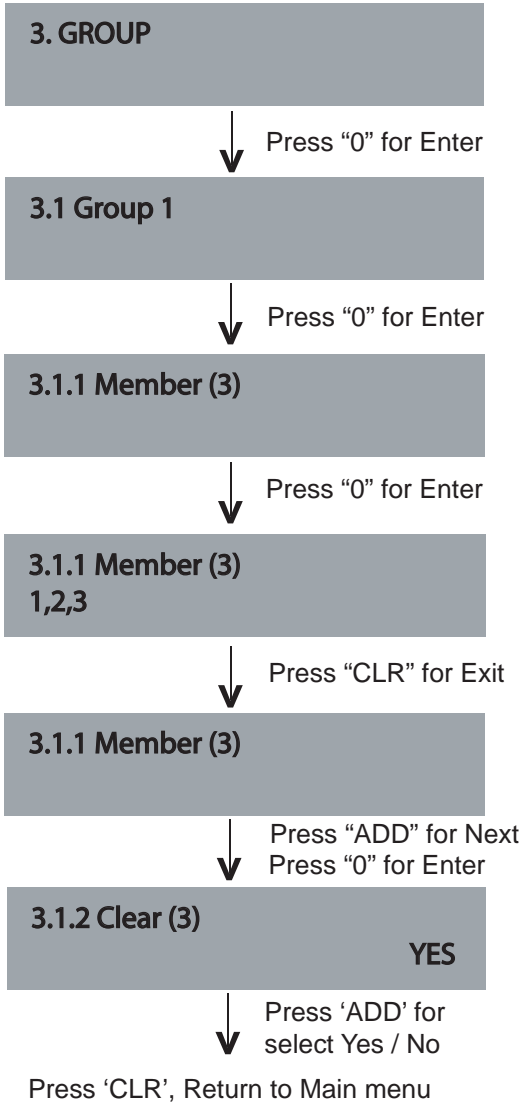 3. GROUP
Press “0” for Enter
3.1 Group 1
Press “0” for Enter
3.1.1 Member (3)
Press “0” for Enter
3.1.1 Member (3)
1,2,3
Press “CLR” for Exit
3.1.1 Member (3)
Press “ADD” for Next
Press “0” for Enter
3.1.2 Clear (3)
YES
Press ‘ADD’ for
select Yes / No
Press ‘CLR’, Return to Main menu